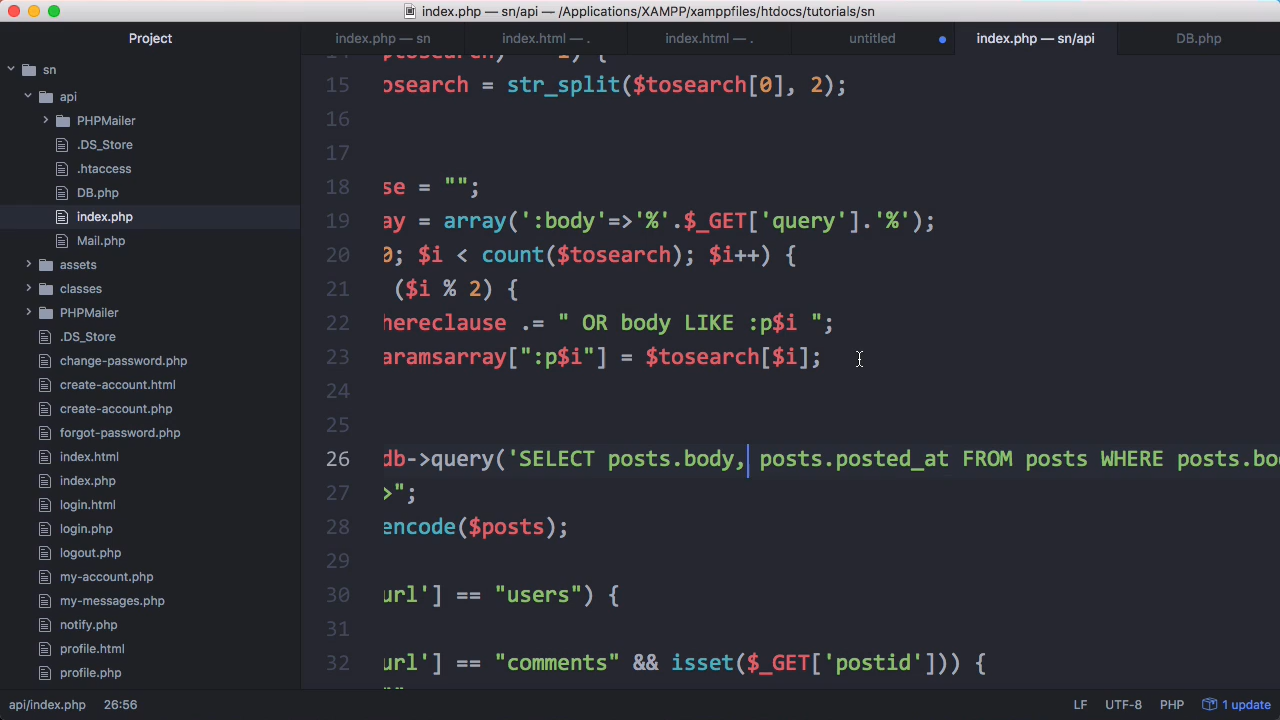 index.php — sn/api — /Applications/XAMPP/xamppfiles/htdocs/tutorials/sn
Project
index.php — sn
index.html — .
index.html — .
untitled
index.php — sn/api
DB.php
sn
api
PHPMailer
.DS_Store
.htaccess
DB.php
index.php
Mail.php
assets
classes
PHPMailer
.DS_Store
change-password.php
create-account.html
create-account.php
forgot-password.php
index.html
index.php
login.html
login.php
logout.php
my-account.php
my-messages.php
notify.php
profile.html
profile.php
15 osearch = str_split($tosearch[0], 2);
16
17
18 se = "";
19 ay = array(':body'=>'%'.$_GET['query'].'%');
20 0; $i < count($tosearch); $i++) {
21 ($i % 2) {
22 hereclause .= " OR body LIKE :p$i ";
23 aramsarray[":p$i"] = $tosearch[$i];
24
25
26 db->query('SELECT posts.body, posts.posted_at FROM posts WHERE posts.bo
27 >";
28 encode($posts);
29
30 url'] == "users") {
31
32 url'] == "comments" && isset($_GET['postid'])) {
api/index.php 26:56
LF UTF-8 PHP 1 update